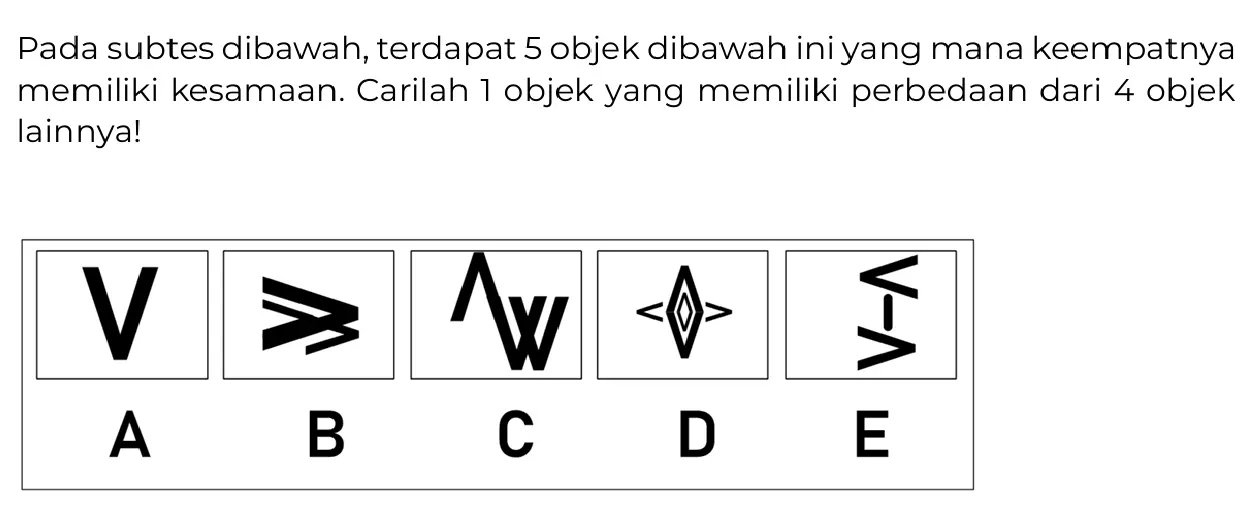 Pada subtes dibawah, terdapat 5 objek dibawah ini yang mana keempatnya
memiliki kesamaan. Carilah 1 objek yang memiliki perbedaan dari 4 objek
lainnya!
A B C D E